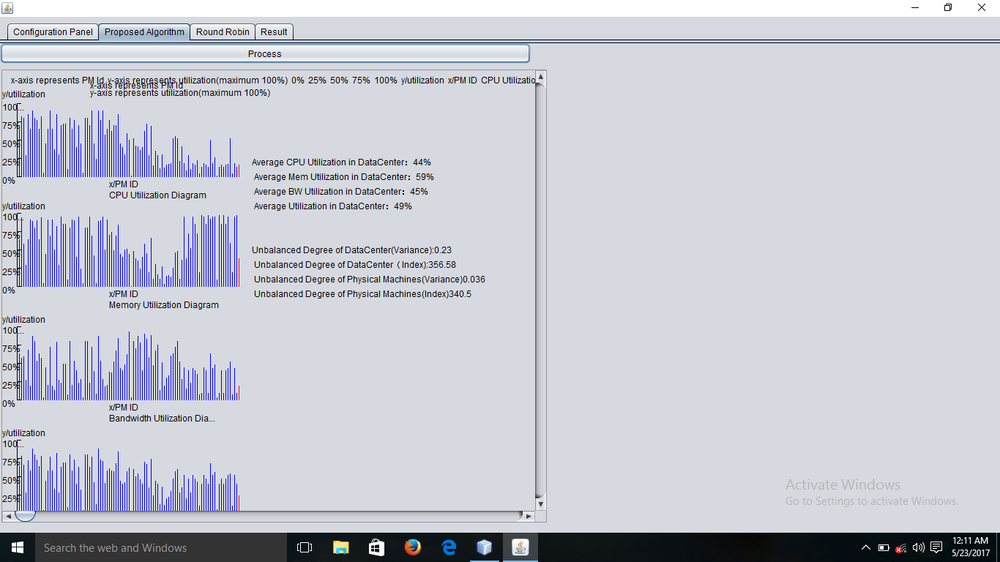 Configuration Panel Proposed Algorithm Round Robin Result
Process
x-axis represents PM Id y-axis represents utilization(maximum 100%) 0% 25% 50% 75% 100% y/utilization x/PM ID CPU Utilizatio
x-axis represents PM Id
y-axis represents utilization(maximum 100%)
y/utilization
100...
75%
50%
25%
0%
x/PM ID
CPU Utilization Diagram
Average CPU Utilization in DataCenter: 44%
Average Mem Utilization in DataCenter: 59%
Average BW Utilization in DataCenter: 45%
Average Utilization in DataCenter: 49%
y/utilization
100...
75%
50%
25%
0%
x/PM ID
Memory Utilization Diagram
Unbalanced Degree of DataCenter(Variance):0.23
Unbalanced Degree of DataCenter（Index):356.58
Unbalanced Degree of Physical Machines(Variance)0.036
Unbalanced Degree of Physical Machines(Index)340.5
y/utilization
100...
75%
50%
25%
0%
x/PM ID
Bandwidth Utilization Dia...
y/utilization
100...
75%
50%
25%
Activate Windows
Go to Settings to activate Windows.
Search the web and Windows
12:11 AM
5/23/2017